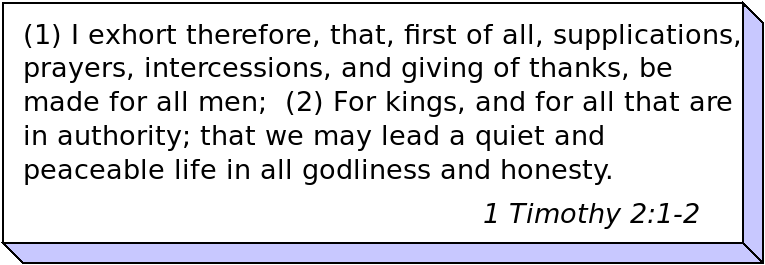 (1) I exhort therefore, that, first of all, supplications,
prayers, intercessions, and giving of thanks, be
made for all men;  (2) For kings, and for all that are
in authority; that we may lead a quiet and
peaceable life in all godliness and honesty.
1 Timothy 2:1-2